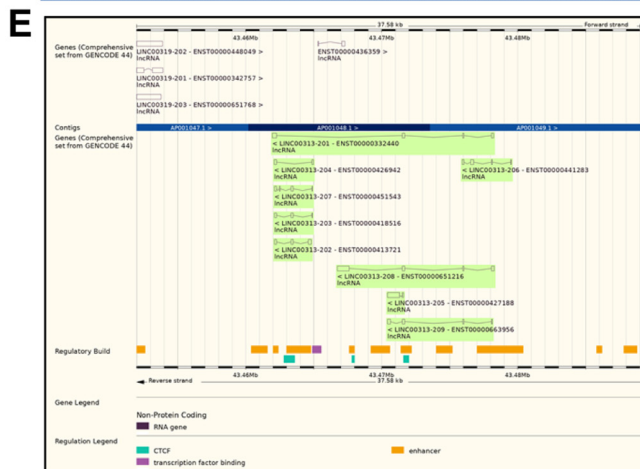 E
37.58 kb
Forward strand
43.46Mb 43.47Mb 43.48Mb
Genes (Comprehensive
set from GENCODE 44)
LINC00319-202 - ENST00000448049 >
lncRNA
ENST00000436359 >
lncRNA
LINC00319-201 - ENST00000342757 >
lncRNA
LINC00319-203 - ENST00000651768 >
lncRNA
Contigs
AP001047.1 > AP001048.1 > AP001049.1 >
Genes (Comprehensive
set from GENCODE 44)
< LINC00313-201 - ENST00000332440
lncRNA
< LINC00313-204 - ENST00000426942
lncRNA
< LINC00313-206 - ENST00000441283
lncRNA
< LINC00313-207 - ENST00000451543
lncRNA
< LINC00313-203 - ENST00000418516
lncRNA
< LINC00313-202 - ENST00000413721
lncRNA
< LINC00313-208 - ENST00000651216
lncRNA
< LINC00313-205 - ENST00000427188
lncRNA
< LINC00313-209 - ENST00000663956
lncRNA
Regulatory Build
43.46Mb 43.47Mb 43.48Mb
Reverse strand
37.58 kb
Gene Legend
Non-Protein Coding
RNA gene
Regulation Legend
CTCF
enhancer
transcription factor binding